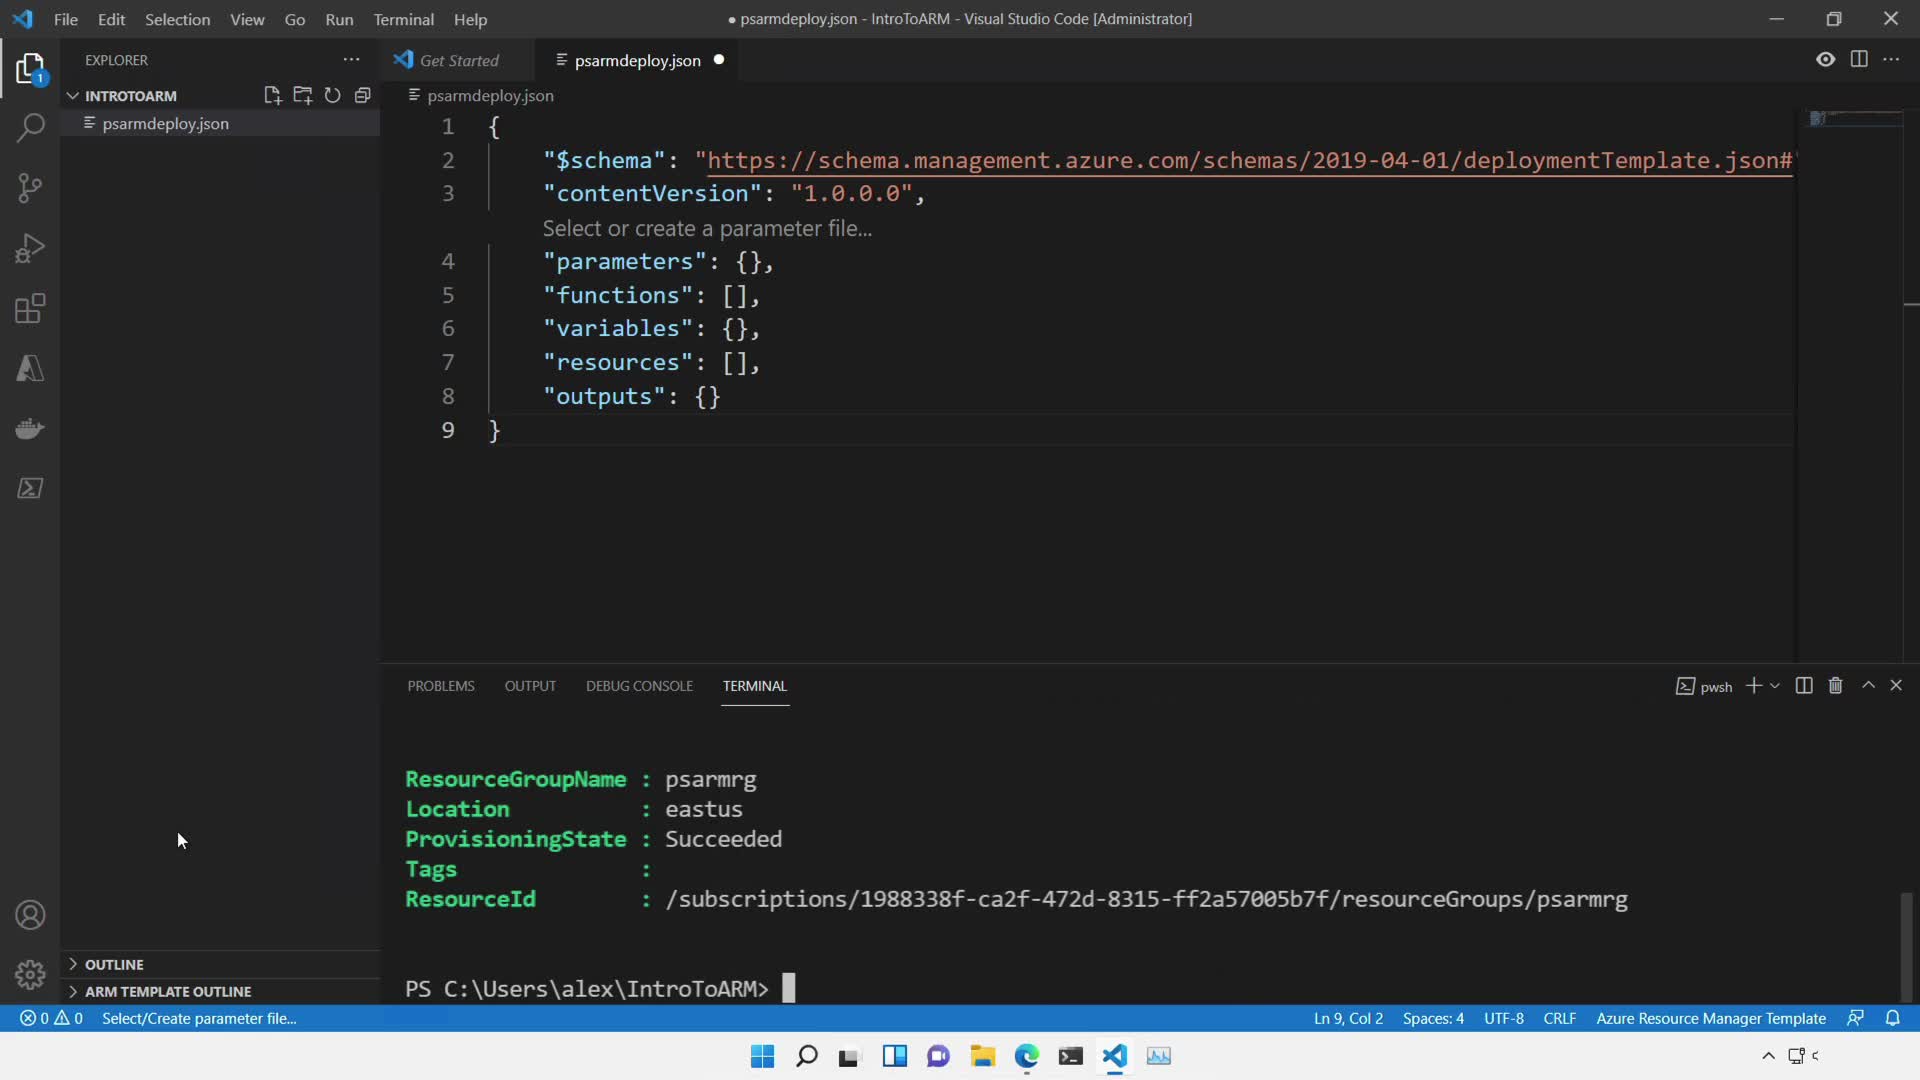 File Edit Selection View Go Run Terminal Help
● psarmdeploy.json - IntroToARM - Visual Studio Code [Administrator]
EXPLORER
Get Started
psarmdeploy.json
1
INTROTOARM
psarmdeploy.json
psarmdeploy.json
1 {
2 "$schema": "https://schema.management.azure.com/schemas/2019-04-01/deploymentTemplate.json#"
3 "contentVersion": "1.0.0.0",
Select or create a parameter file...
4 "parameters": {},
5 "functions": [],
6 "variables": {},
7 "resources": [],
8 "outputs": {}
9 }
PROBLEMS OUTPUT DEBUG CONSOLE TERMINAL
pwsh
ResourceGroupName : psarmrg
Location : eastus
ProvisioningState : Succeeded
Tags :
ResourceId : /subscriptions/1988338f-ca2f-472d-8315-ff2a57005b7f/resourceGroups/psarmrg
PS C:\Users\alex\IntroToARM>
OUTLINE
ARM TEMPLATE OUTLINE
0 0 Select/Create parameter file...
Ln 9, Col 2 Spaces: 4 UTF-8 CRLF Azure Resource Manager Template